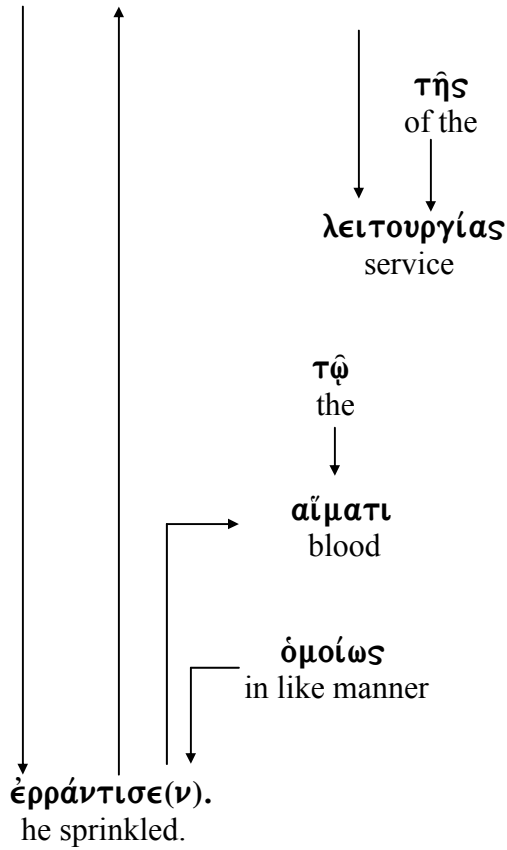 τῆς
of the
λειτουργίας
service
τῷ
the
αἵματι
blood
ὁμοίως
in like manner
ἐρράντισε(ν).
he sprinkled.